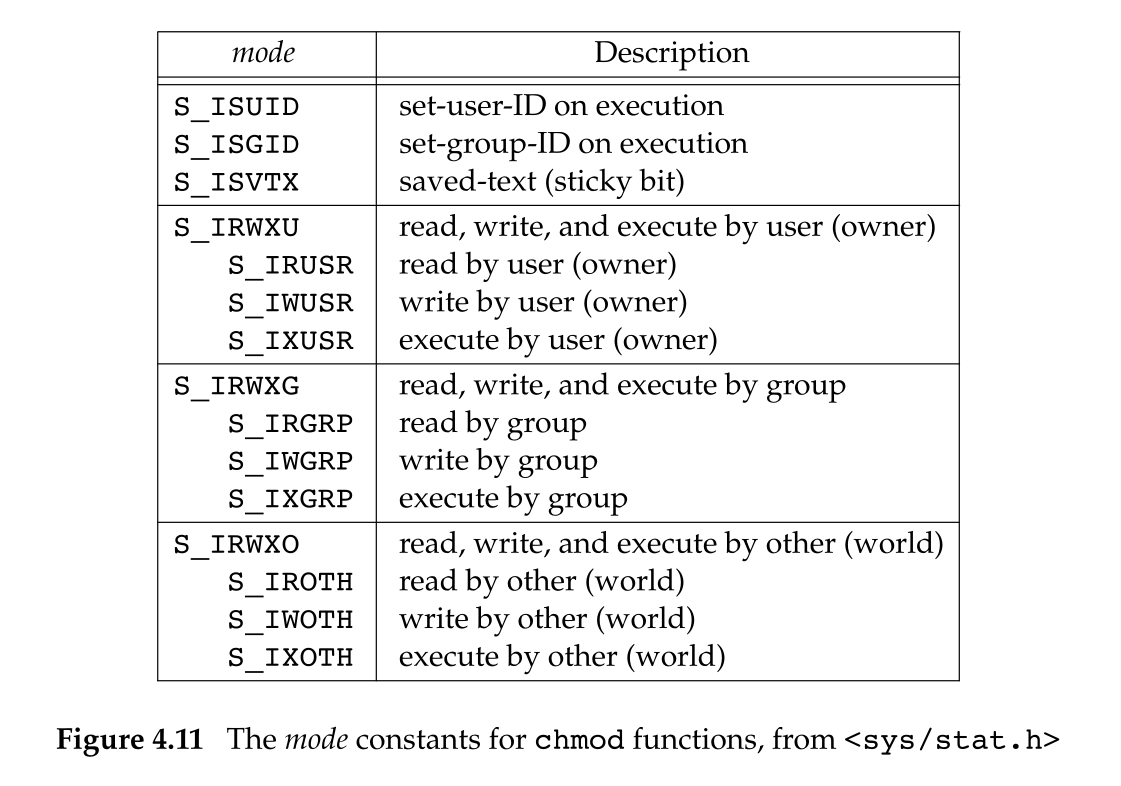 mode Description
S_ISUID set-user-ID on execution
S_ISGID set-group-ID on execution
S_ISVTX saved-text (sticky bit)
S_IRWXU read, write, and execute by user (owner)
S_IRUSR read by user (owner)
S_IWUSR write by user (owner)
S_IXUSR execute by user (owner)
S_IRWXG read, write, and execute by group
S_IRGRP read by group
S_IWGRP write by group
S_IXGRP execute by group
S_IRWXO read, write, and execute by other (world)
S_IROTH read by other (world)
S_IWOTH write by other (world)
S_IXOTH execute by other (world)
Figure 4.11 The mode constants for chmod functions, from <sys/stat.h>